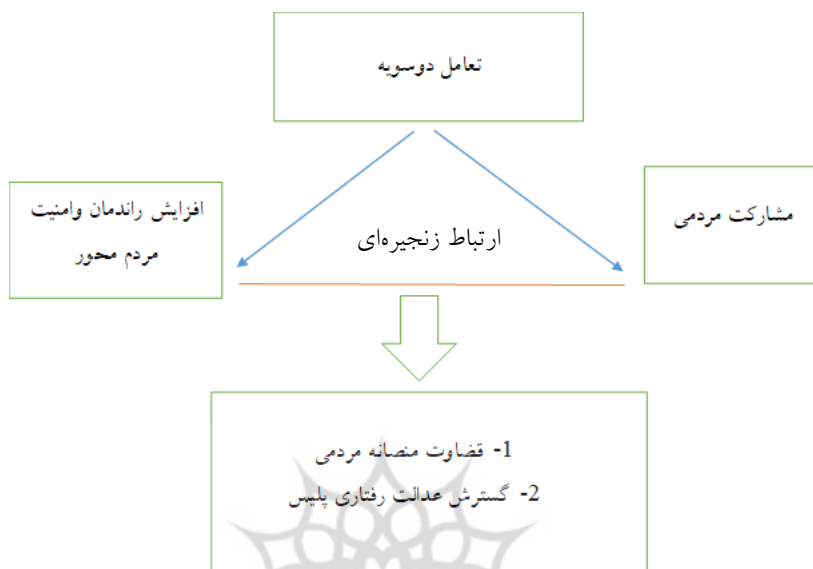 تعامل دوسویه
مشارکت مردمی
افزایش راندمان وامنیت
مردم محور
ارتباط زنجیره‌ای
1- قضاوت منصانه مردمی
2- گسترش عدالت رفتاری پلیس